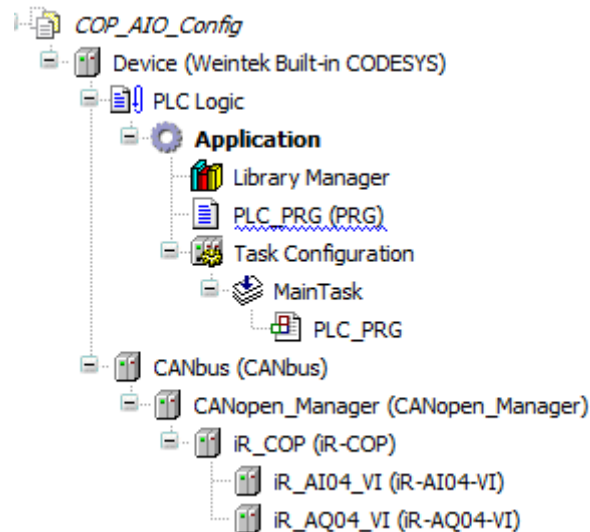 COP_AIO_Config
Device (Weintek Built-in CODESYS)
PLC Logic
Application
Library Manager
PLC_PRG (PRG)
Task Configuration
MainTask
PLC_PRG
CANbus (CANbus)
CANopen_Manager (CANopen_Manager)
iR_COP (iR-COP)
iR_AI04_VI (iR-AI04-VI)
iR_AQ04_VI (iR-AQ04-VI)